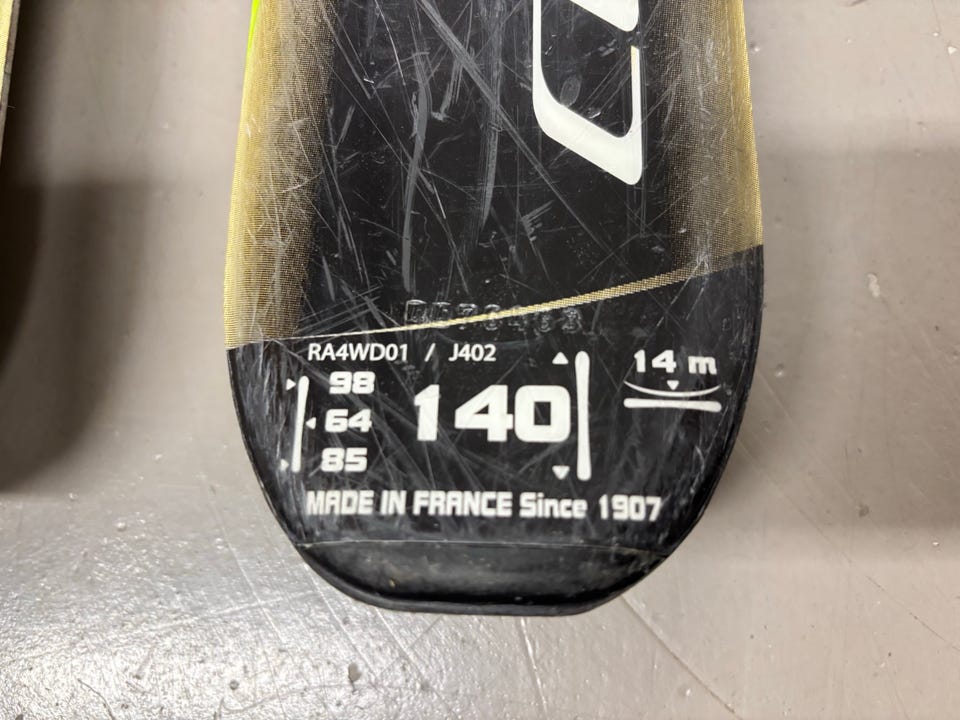 RA4WD01 / J402
98
64
85
140
14 m
MADE IN FRANCE Since 1907